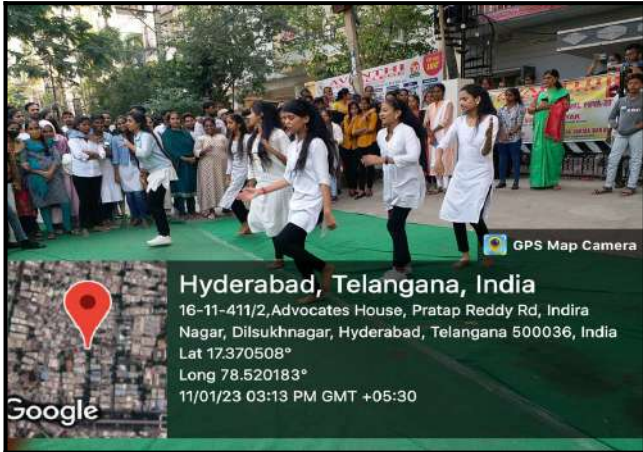 AVANTHI
GPS Map Camera
Hyderabad, Telangana, India
16-11-411/2,Advocates House, Pratap Reddy Rd, Indira
Nagar, Dilsukhnagar, Hyderabad, Telangana 500036, India
Lat 17.370508°
Long 78.520183°
11/01/23 03:13 PM GMT +05:30
Google